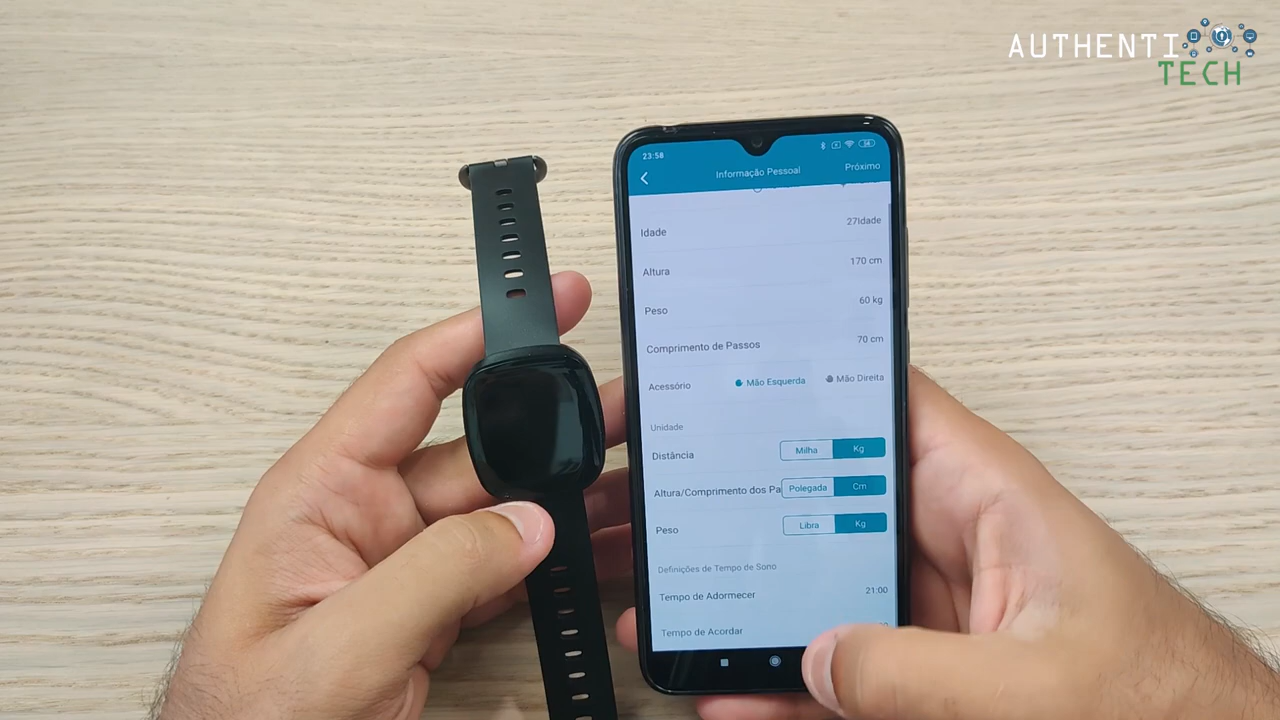 AUTHENTI
TECH
23:58
54
Informação Pessoal
Próximo
Idade
27Idade
Altura
170 cm
Peso
60 kg
Comprimento de Passos
70 cm
Acessório
Mão Esquerda
Mão Direita
Unidade
Distância
Milha
Kg
Altura/Comprimento dos Pa
Polegada
Cm
Peso
Libra
Kg
Definições de Tempo de Sono
Tempo de Adormecer
21:00
Tempo de Acordar